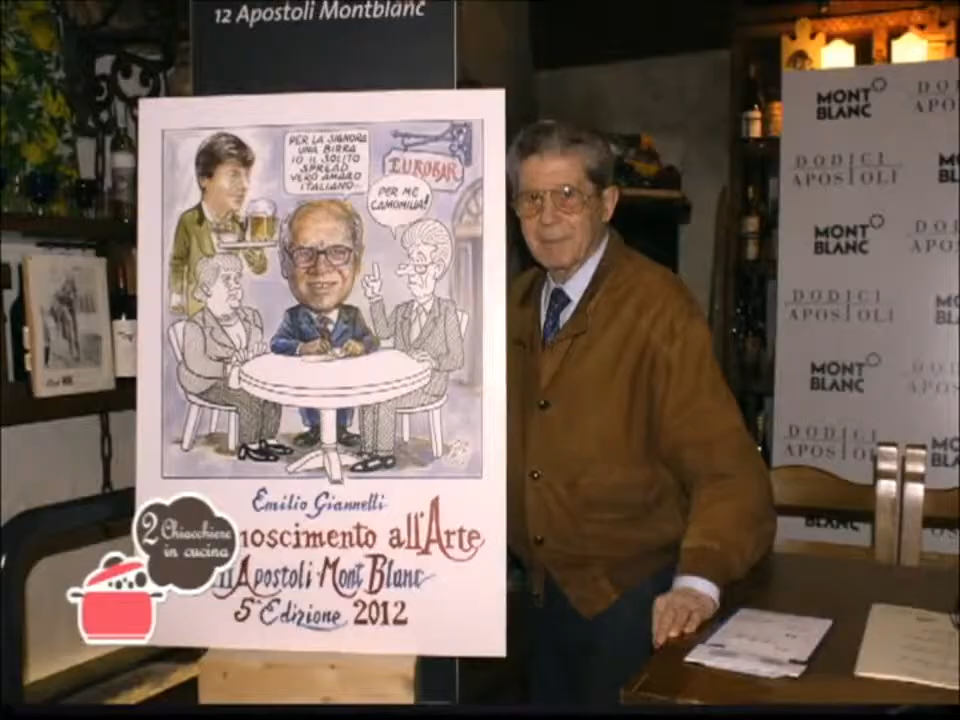 12 Apostoli Montblanc
PER LA SIGNORA
UNA BIRRA
IO IL SOLITO
SPREAD
VERO AMARO
ITALIANO...
EUROBAR
PER ME
CAMOMILLA!
Emilio Giannelli
noscimento all'Arte
Apostoli Mont Blanc
5ª Edizione 2012
2 Chiacchiere
in cucina
MONT
BLANC
DODICI
APOSTOLI
MONT
BLANC
DODICI
APOSTOLI
MONT
BLANC
DODICI
APOSTOLI
BLANC